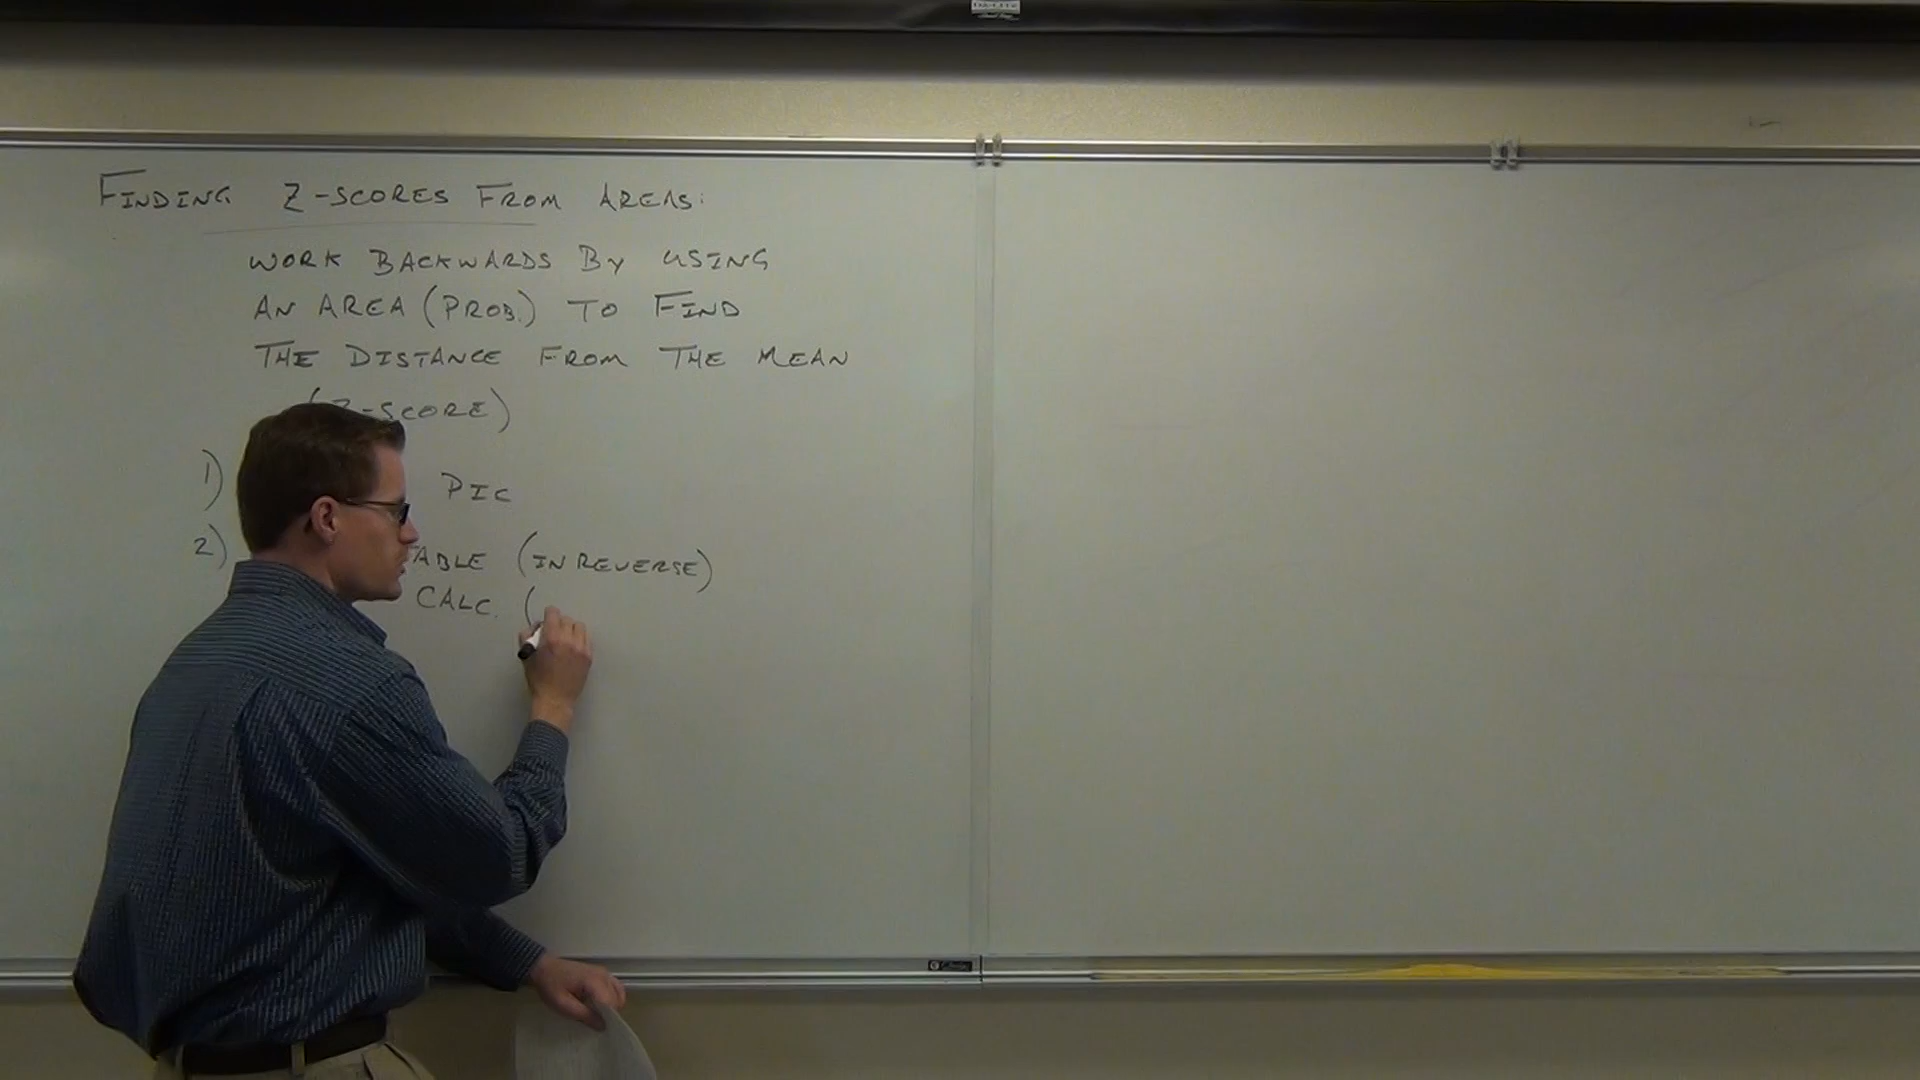 FINDING Z-SCORES FROM AREAS:
WORK BACKWARDS BY USING
AN AREA (PROB.) TO FIND
THE DISTANCE FROM THE MEAN
(Z-SCORE)
1) PIC
2) TABLE (IN REVERSE)
CALC. (